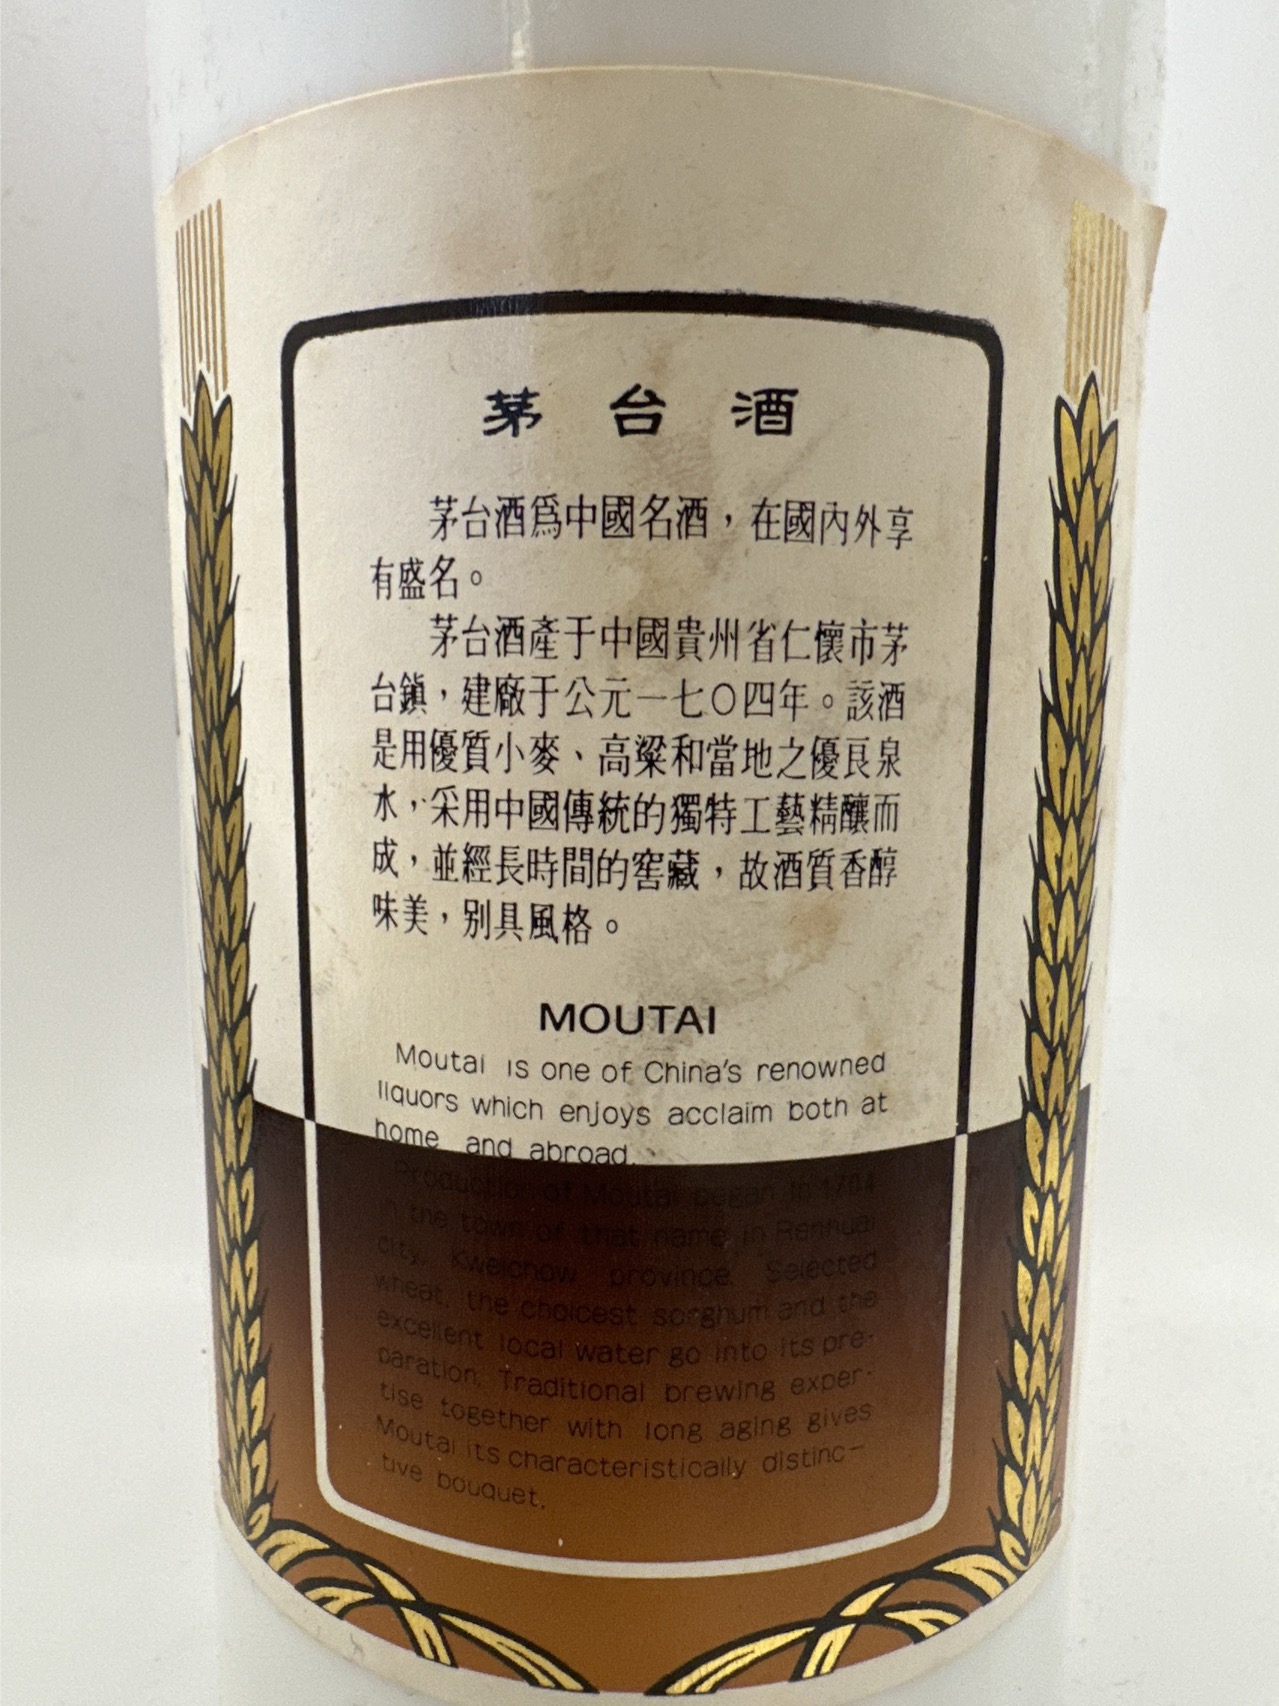 茅台酒
茅台酒爲中國名酒，在國內外享
有盛名。
茅台酒產于中國貴州省仁懷市茅
台鎮，建廠于公元一七〇四年。該酒
是用優質小麥、高粱和當地之優良泉
水，采用中國傳統的獨特工藝精釀而
成，並經長時間的窖藏，故酒質香醇
味美，别具風格。
MOUTAI
Moutai is one of China's renowned
liquors which enjoys acclaim both at
home and abroad.
Production of Moutai began in 1704
in the town of that name in Renhuai
city, Kweichow province. Selected
wheat, the choicest sorghum and the
excellent local water go into its pre-
paration. Traditional brewing exper-
tise together with long aging gives
Moutai its characteristically distinc-
tive bouquet.